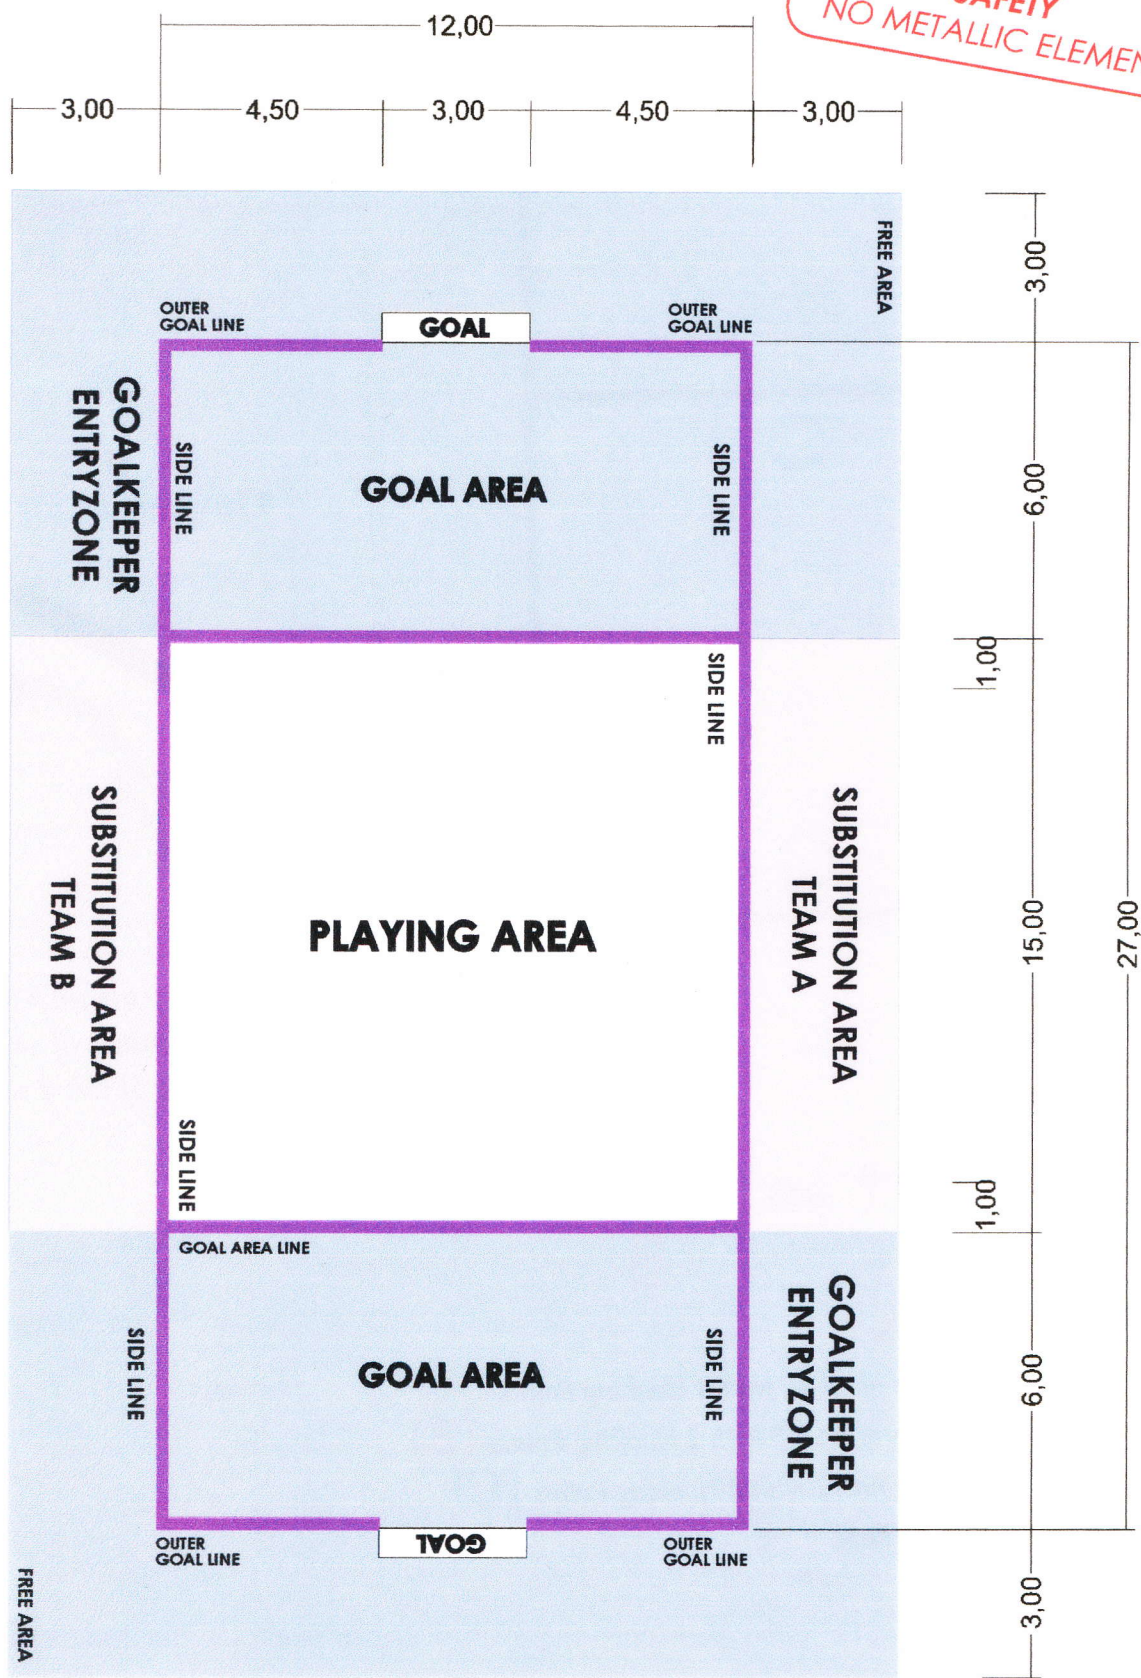 SAFETY
NO METALLIC ELEMEN
12,00
3,00
4,50
3,00
4,50
3,00
FREE AREA
3,00
OUTER
GOAL LINE
GOAL
OUTER
GOAL LINE
GOALKEEPER
ENTRYZONE
SIDE LINE
GOAL AREA
SIDE LINE
6,00
1,00
SIDE LINE
SUBSTITUTION AREA
TEAM B
PLAYING AREA
SUBSTITUTION AREA
TEAM A
15,00
27,00
SIDE LINE
1,00
GOAL AREA LINE
GOALKEEPER
ENTRYZONE
SIDE LINE
GOAL AREA
SIDE LINE
6,00
OUTER
GOAL LINE
GOAL
OUTER
GOAL LINE
FREE AREA
3,00